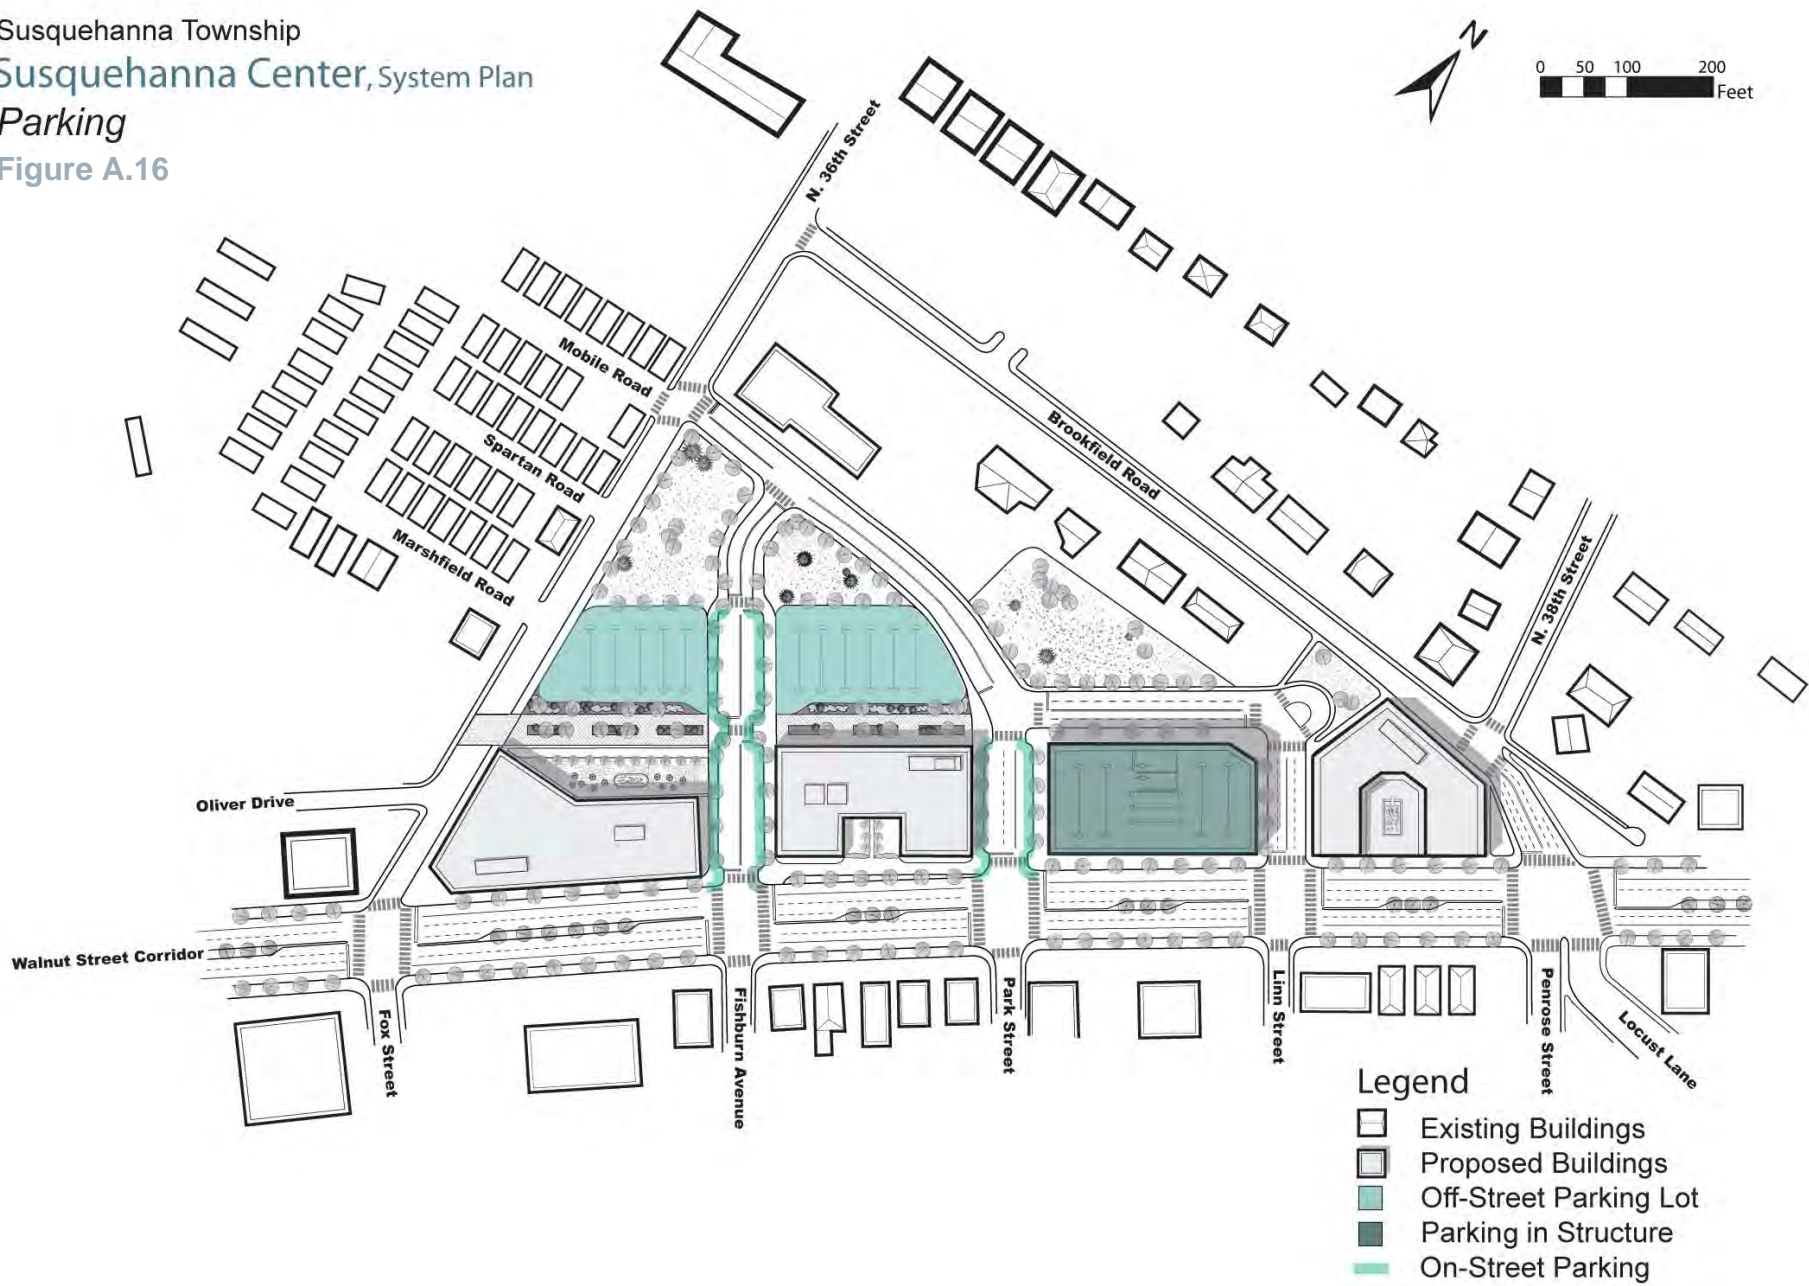 Susquehanna Township
Susquehanna Center, System Plan
Parking
Figure A.16
N
0 50 100 200
Feet
N. 36th Street
Mobile Road
Spartan Road
Marshfield Road
Brookfield Road
N. 38th Street
Oliver Drive
Walnut Street Corridor
Fox Street
Fishburn Avenue
Park Street
Linn Street
Penrose Street
Locust Lane
Legend
Existing Buildings
Proposed Buildings
Off-Street Parking Lot
Parking in Structure
On-Street Parking